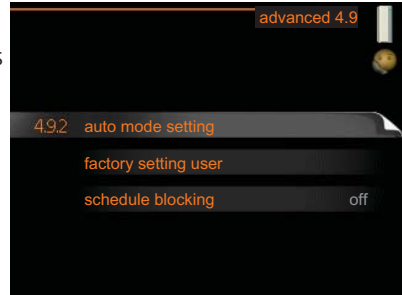 advanced 4.9
4.9.2 auto mode setting
factory setting user
schedule blocking off